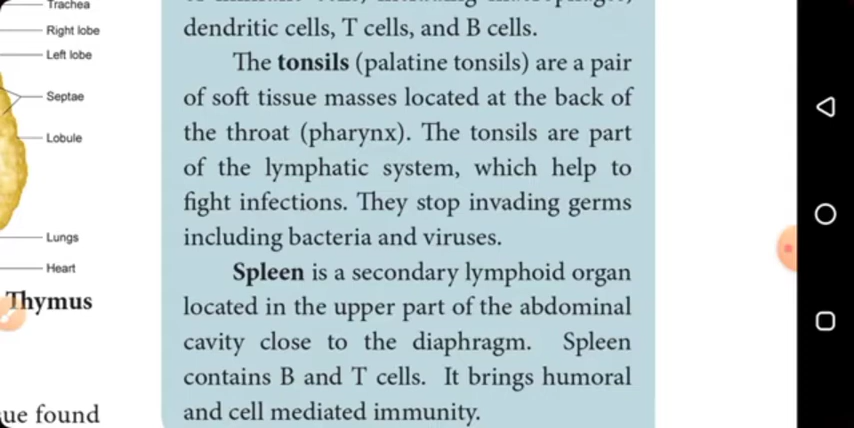 Trachea
Right lobe
Left lobe
Septae
Lobule
Lungs
Heart
Thymus
found
dendritic cells, T cells, and B cells.
The tonsils (palatine tonsils) are a pair
of soft tissue masses located at the back of
the throat (pharynx). The tonsils are part
of the lymphatic system, which help to
fight infections. They stop invading germs
including bacteria and viruses.
Spleen is a secondary lymphoid organ
located in the upper part of the abdominal
cavity close to the diaphragm. Spleen
contains B and T cells. It brings humoral
and cell mediated immunity.